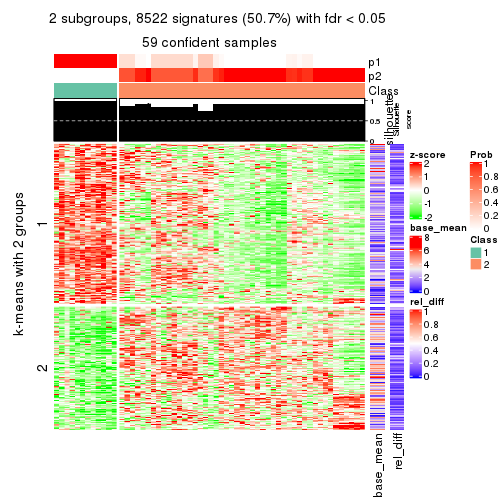 2 subgroups, 8522 signatures (50.7%) with fdr < 0.05
59 confident samples
p1
p2
Class
silhouette
Silhouette
score
1
0.5
0
k-means with 2 groups
1
2
base_mean
rel_diff
z-score
2
1
0
-1
-2
base_mean
8
6
4
2
0
rel_diff
1
0.8
0.6
0.4
0.2
0
Prob
1
0.8
0.6
0.4
0.2
0
Class
1
2